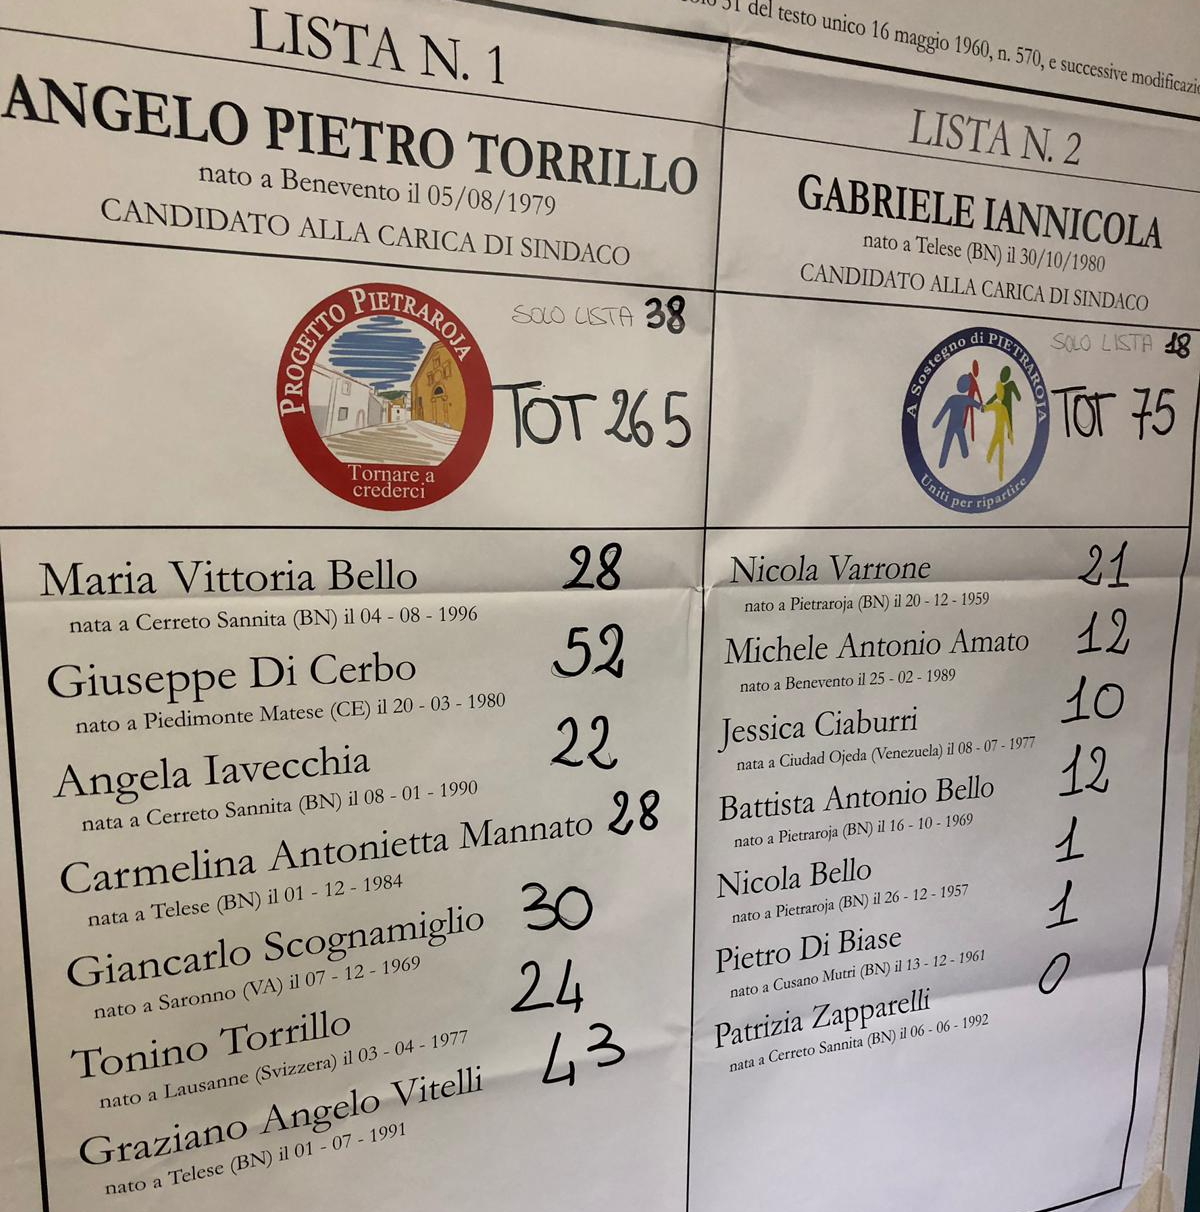 51 del testo unico 16 maggio 1960, n. 570, e successive
LISTA N. 1
ANGELO PIETRO TORRILLO
nato a Benevento il 05/08/1979
CANDIDATO ALLA CARICA DI SINDACO
PROGETTO PIETRAROJA
Tornare a
crederci
SOLO LISTA 38
TOT 265
Maria Vittoria Bello 28
nata a Cerreto Sannita (BN) il 04 - 08 - 1996
Giuseppe Di Cerbo 52
nato a Piedimonte Matese (CE) il 20 - 03 - 1980
Angela Iavecchia 22
nata a Cerreto Sannita (BN) il 08 - 01 - 1990
Carmelina Antonietta Mannato 28
nata a Telese (BN) il 01 - 12 - 1984
Giancarlo Scognamiglio 30
nato a Saronno (VA) il 07 - 12 - 1969
Tonino Torrillo 24
nato a Lausanne (Svizzera) il 03 - 04 - 1977
Graziano Angelo Vitelli 43
nato a Telese (BN) il 01 - 07 - 1991
LISTA N. 2
GABRIELE IANNICOLA
nato a Telese (BN) il 30/10/1980
CANDIDATO ALLA CARICA DI SINDACO
A Sostegno di PIETRAROJA
Uniti per ripartire
SOLO LISTA 18
TOT 75
Nicola Varrone 21
nato a Pietraroja (BN) il 20 - 12 - 1959
Michele Antonio Amato 12
nato a Benevento il 25 - 02 - 1989
Jessica Ciaburri 10
nata a Ciudad Ojeda (Venezuela) il 08 - 07 - 1977
Battista Antonio Bello 12
nato a Pietraroja (BN) il 16 - 10 - 1969
Nicola Bello 1
nato a Pietraroja (BN) il 26 - 12 - 1957
Pietro Di Biase 1
nato a Cusano Mutri (BN) il 13 - 12 - 1961
Patrizia Zapparelli 0
nata a Cerreto Sannita (BN) il 06 - 06 - 1992